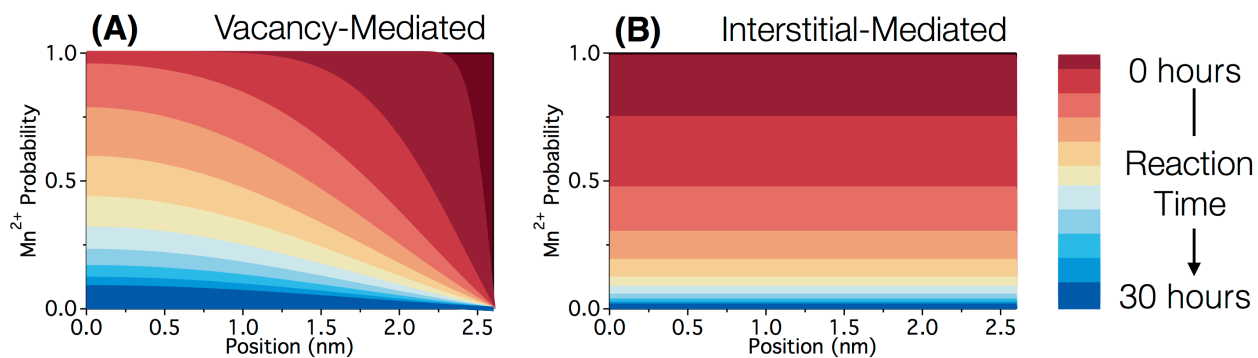 (A) Vacancy-Mediated
1.0
0.5
0.0
Mn²⁺ Probability
0.0 0.5 1.0 1.5 2.0 2.5
Position (nm)
(B) Interstitial-Mediated
1.0
0.5
0.0
Mn²⁺ Probability
0.0 0.5 1.0 1.5 2.0 2.5
Position (nm)
0 hours
Reaction
Time
30 hours